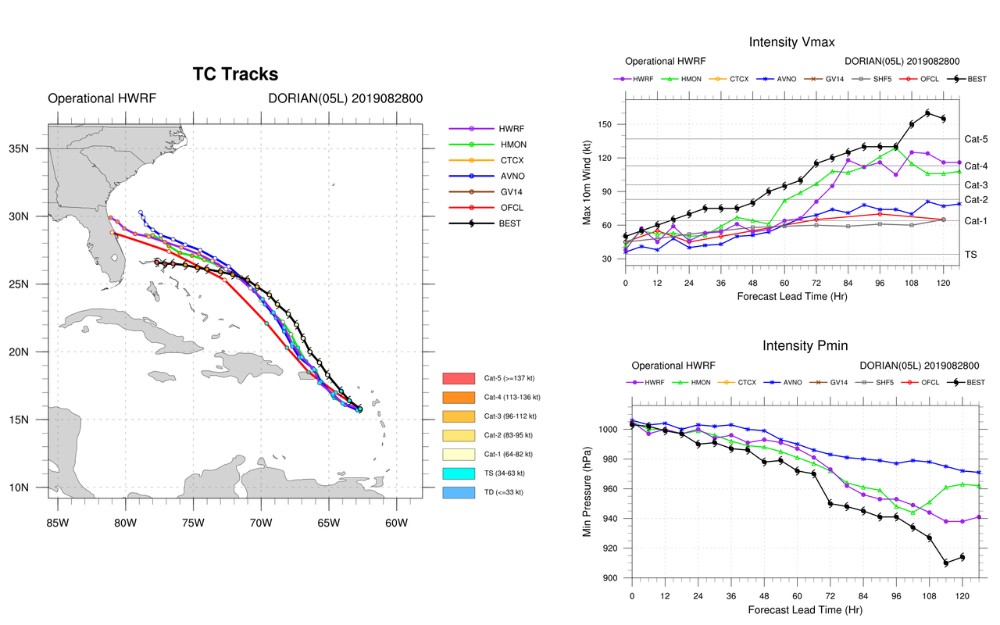 TC Tracks
Operational HWRF DORIAN(05L) 2019082800
35N
30N
25N
20N
15N
10N
85W 80W 75W 70W 65W 60W
HWRF
HMON
CTCX
AVNO
GV14
OFCL
BEST
Cat-5 (>=137 kt)
Cat-4 (113-136 kt)
Cat-3 (96-112 kt)
Cat-2 (83-95 kt)
Cat-1 (64-82 kt)
TS (34-63 kt)
TD (<=33 kt)
Intensity Vmax
Operational HWRF DORIAN(05L) 2019082800
HWRF HMON CTCX AVNO GV14 SHF5 OFCL BEST
Max 10m Wind (kt)
150
120
90
60
30
Cat-5
Cat-4
Cat-3
Cat-2
Cat-1
TS
0 12 24 36 48 60 72 84 96 108 120
Forecast Lead Time (Hr)
Intensity Pmin
Operational HWRF DORIAN(05L) 2019082800
HWRF HMON CTCX AVNO GV14 SHF5 OFCL BEST
Min Pressure (hPa)
1000
980
960
940
920
900
0 12 24 36 48 60 72 84 96 108 120
Forecast Lead Time (Hr)